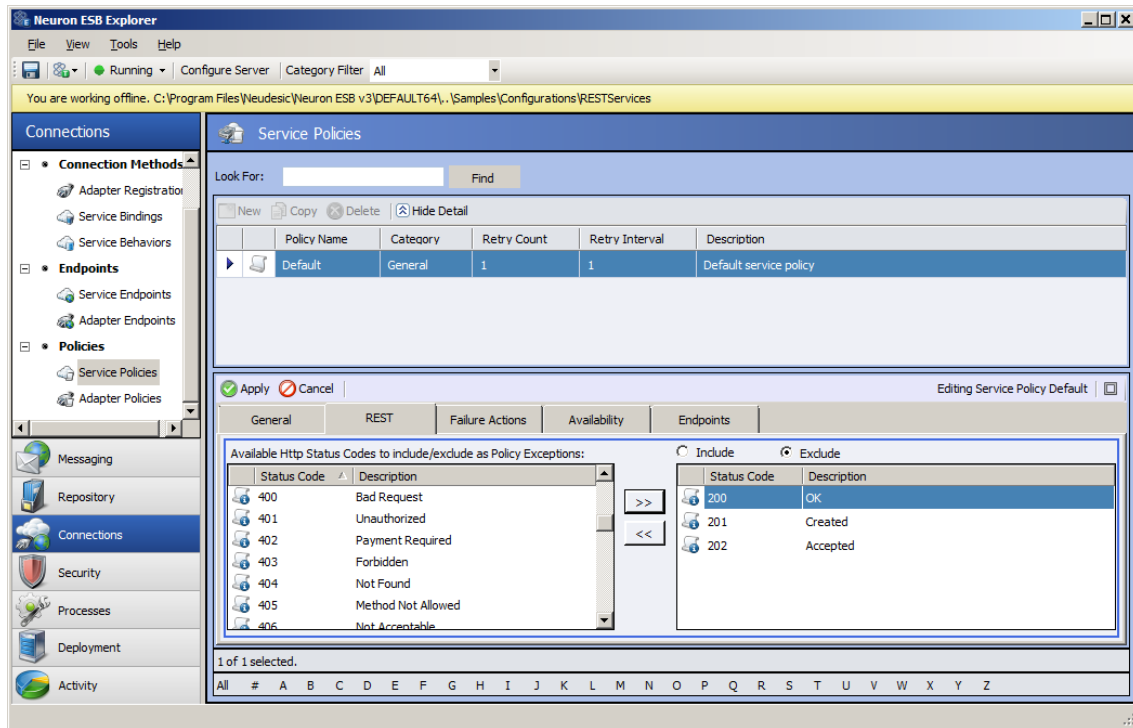 Neuron ESB Explorer
File View Tools Help
Running Configure Server Category Filter All
You are working offline. C:\Program Files\Neudesic\Neuron ESB v3\DEFAULT64\..\Samples\Configurations\RESTServices
Connections
Connection Methods
Adapter Registration
Service Bindings
Service Behaviors
Endpoints
Service Endpoints
Adapter Endpoints
Policies
Service Policies
Adapter Policies
Messaging
Repository
Connections
Security
Processes
Deployment
Activity
Service Policies
Look For: Find
New Copy Delete Hide Detail
Policy Name Category Retry Count Retry Interval Description
Default General 1 1 Default service policy
Apply Cancel Editing Service Policy Default
General REST Failure Actions Availability Endpoints
Available Http Status Codes to include/exclude as Policy Exceptions:
Status Code Description
400 Bad Request
401 Unauthorized
402 Payment Required
403 Forbidden
404 Not Found
405 Method Not Allowed
406 Not Acceptable
>>
<<
Include Exclude
Status Code Description
200 OK
201 Created
202 Accepted
1 of 1 selected.
All # A B C D E F G H I J K L M N O P Q R S T U V W X Y Z